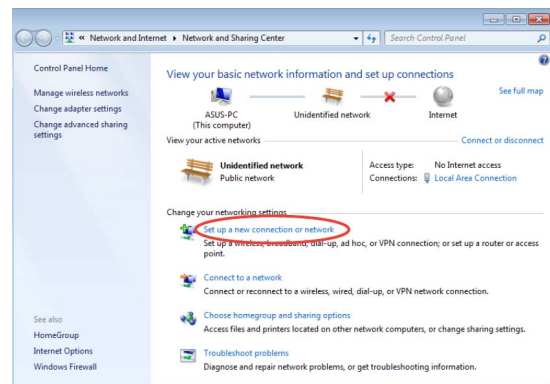 « Network and Internet ▸ Network and Sharing Center
Search Control Panel
Control Panel Home
Manage wireless networks
Change adapter settings
Change advanced sharing
settings
See also
HomeGroup
Internet Options
Windows Firewall
View your basic network information and set up connections
See full map
ASUS-PC
(This computer)
Unidentified network
Internet
View your active networks
Connect or disconnect
Unidentified network
Public network
Access type: No Internet access
Connections: Local Area Connection
Change your networking settings
Set up a new connection or network
Set up a wireless, broadband, dial-up, ad hoc, or VPN connection; or set up a router or access
point.
Connect to a network
Connect or reconnect to a wireless, wired, dial-up, or VPN network connection.
Choose homegroup and sharing options
Access files and printers located on other network computers, or change sharing settings.
Troubleshoot problems
Diagnose and repair network problems, or get troubleshooting information.